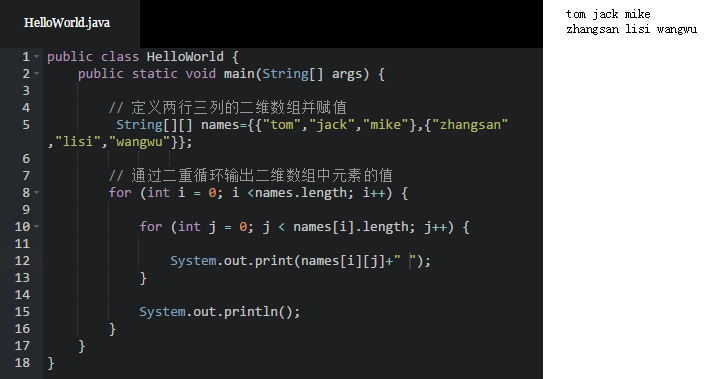 HelloWorld.java
1 public class HelloWorld {
2 public static void main(String[] args) {
3
4 // 定义两行三列的二维数组并赋值
5 String[][] names={{"tom","jack","mike"},{"zhangsan"
,"lisi","wangwu"}};
6
7 // 通过二重循环输出二维数组中元素的值
8 for (int i = 0; i <names.length; i++) {
9
10 for (int j = 0; j < names[i].length; j++) {
11
12 System.out.print(names[i][j]+" ");
13 }
14
15 System.out.println();
16 }
17 }
18 }
tom jack mike
zhangsan lisi wangwu